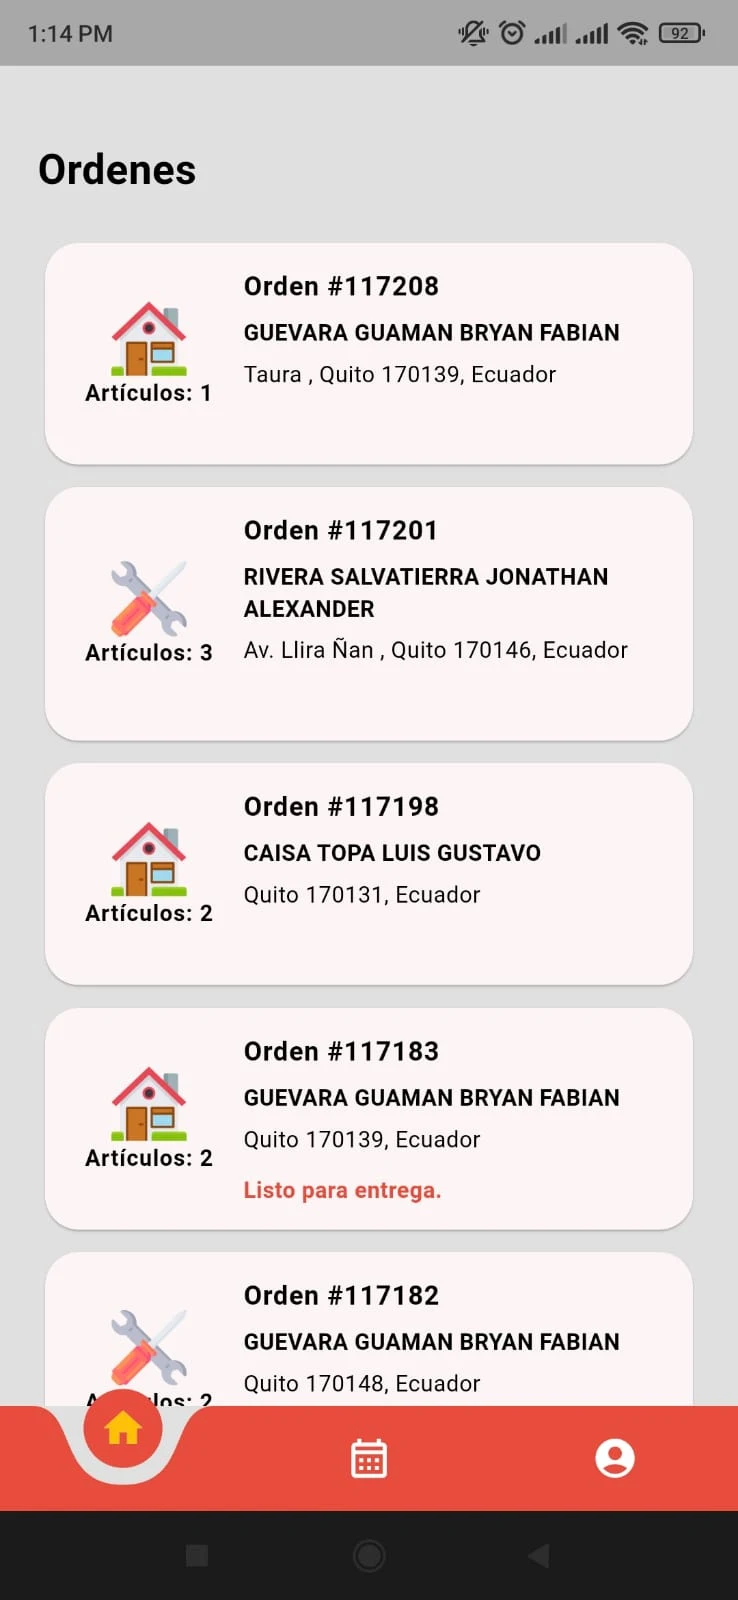 1:14 PM
92
Ordenes
Orden #117208
GUEVARA GUAMAN BRYAN FABIAN
Taura , Quito 170139, Ecuador
Artículos: 1
Orden #117201
RIVERA SALVATIERRA JONATHAN
ALEXANDER
Av. Llira Ñan , Quito 170146, Ecuador
Artículos: 3
Orden #117198
CAISA TOPA LUIS GUSTAVO
Quito 170131, Ecuador
Artículos: 2
Orden #117183
GUEVARA GUAMAN BRYAN FABIAN
Quito 170139, Ecuador
Artículos: 2
Listo para entrega.
Orden #117182
GUEVARA GUAMAN BRYAN FABIAN
Quito 170148, Ecuador
2